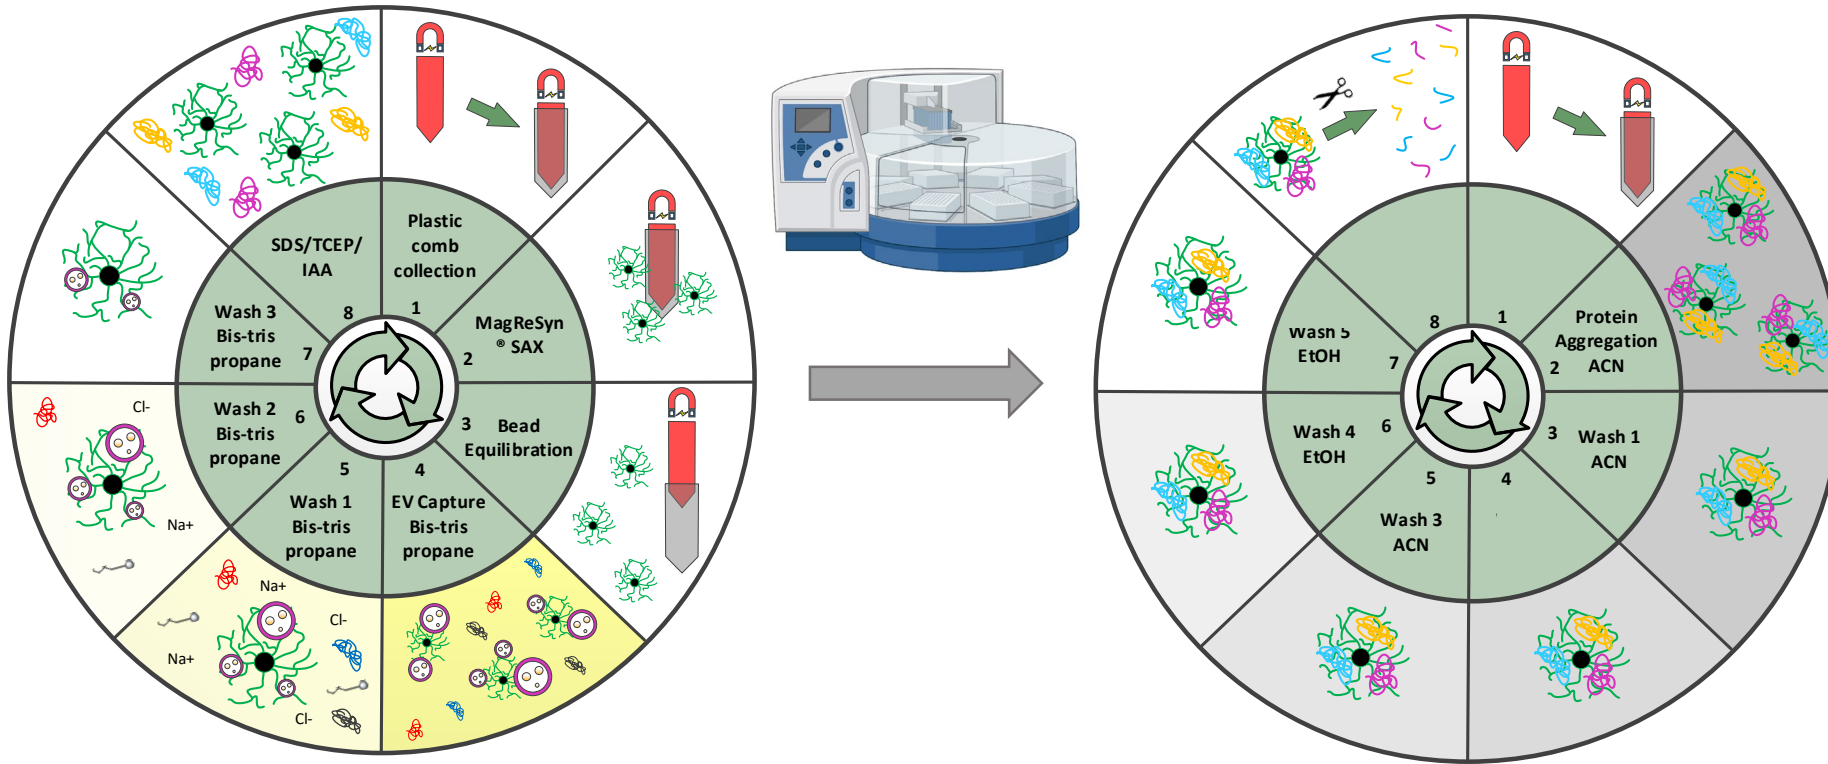 Plastic
comb
collection
1
MagReSyn
® SAX
2
Bead
Equilibration
3
EV Capture
Bis-tris
propane
4
Wash 1
Bis-tris
propane
5
Wash 2
Bis-tris
propane
6
Wash 3
Bis-tris
propane
7
SDS/TCEP/
IAA
8
Cl-
Na+
Na+
Cl-
Na+
Cl-
1
Protein
Aggregation
ACN
2
Wash 1
ACN
3
4
Wash 3
ACN
5
Wash 4
EtOH
6
Wash 5
EtOH
7
8